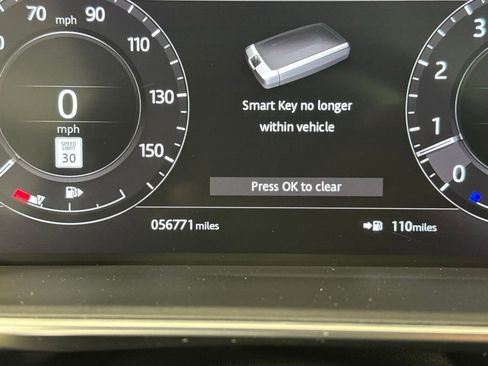 70 90
mph
110
130
150
0
mph
SPEED
LIMIT
30
Smart Key no longer
within vehicle
Press OK to clear
056771 miles
110 miles
3
2
1
0